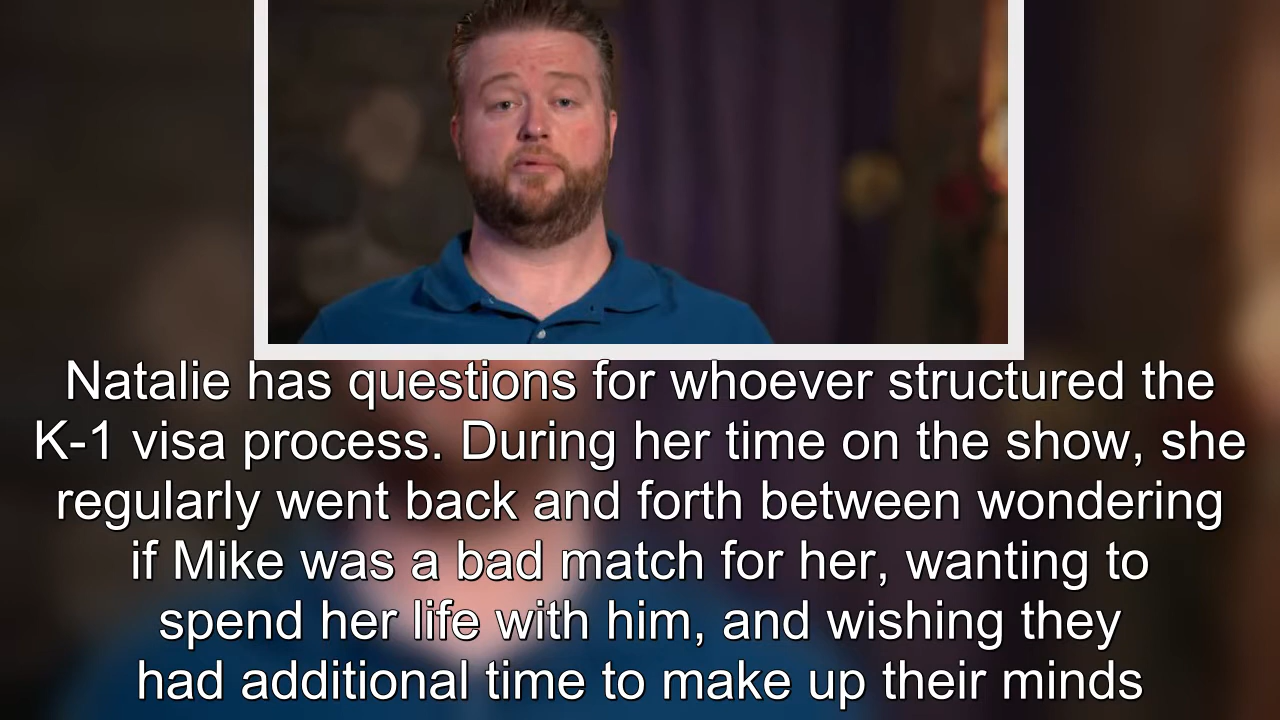 Natalie has questions for whoever structured the
K-1 visa process. During her time on the show, she
regularly went back and forth between wondering
if Mike was a bad match for her, wanting to
spend her life with him, and wishing they
had additional time to make up their minds